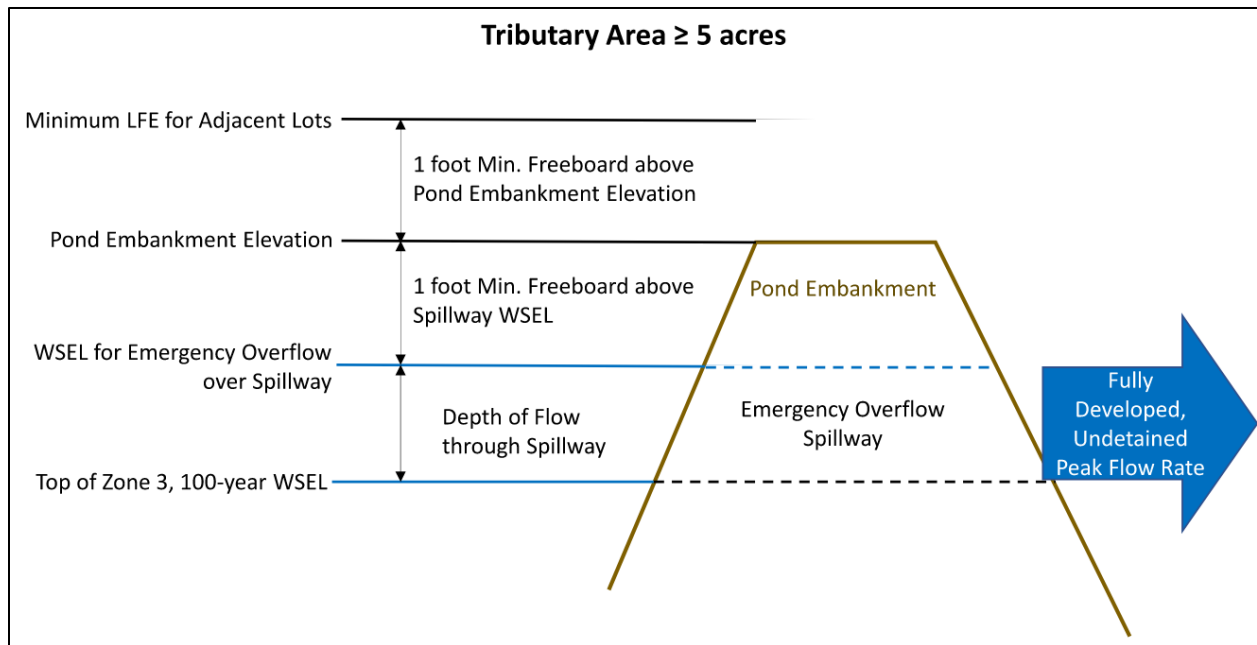 Tributary Area ≥ 5 acres
Minimum LFE for Adjacent Lots
1 foot Min. Freeboard above
Pond Embankment Elevation
Pond Embankment Elevation
1 foot Min. Freeboard above
Spillway WSEL
Pond Embankment
WSEL for Emergency Overflow
over Spillway
Depth of Flow
through Spillway
Emergency Overflow
Spillway
Fully
Developed,
Undetained
Peak Flow Rate
Top of Zone 3, 100-year WSEL